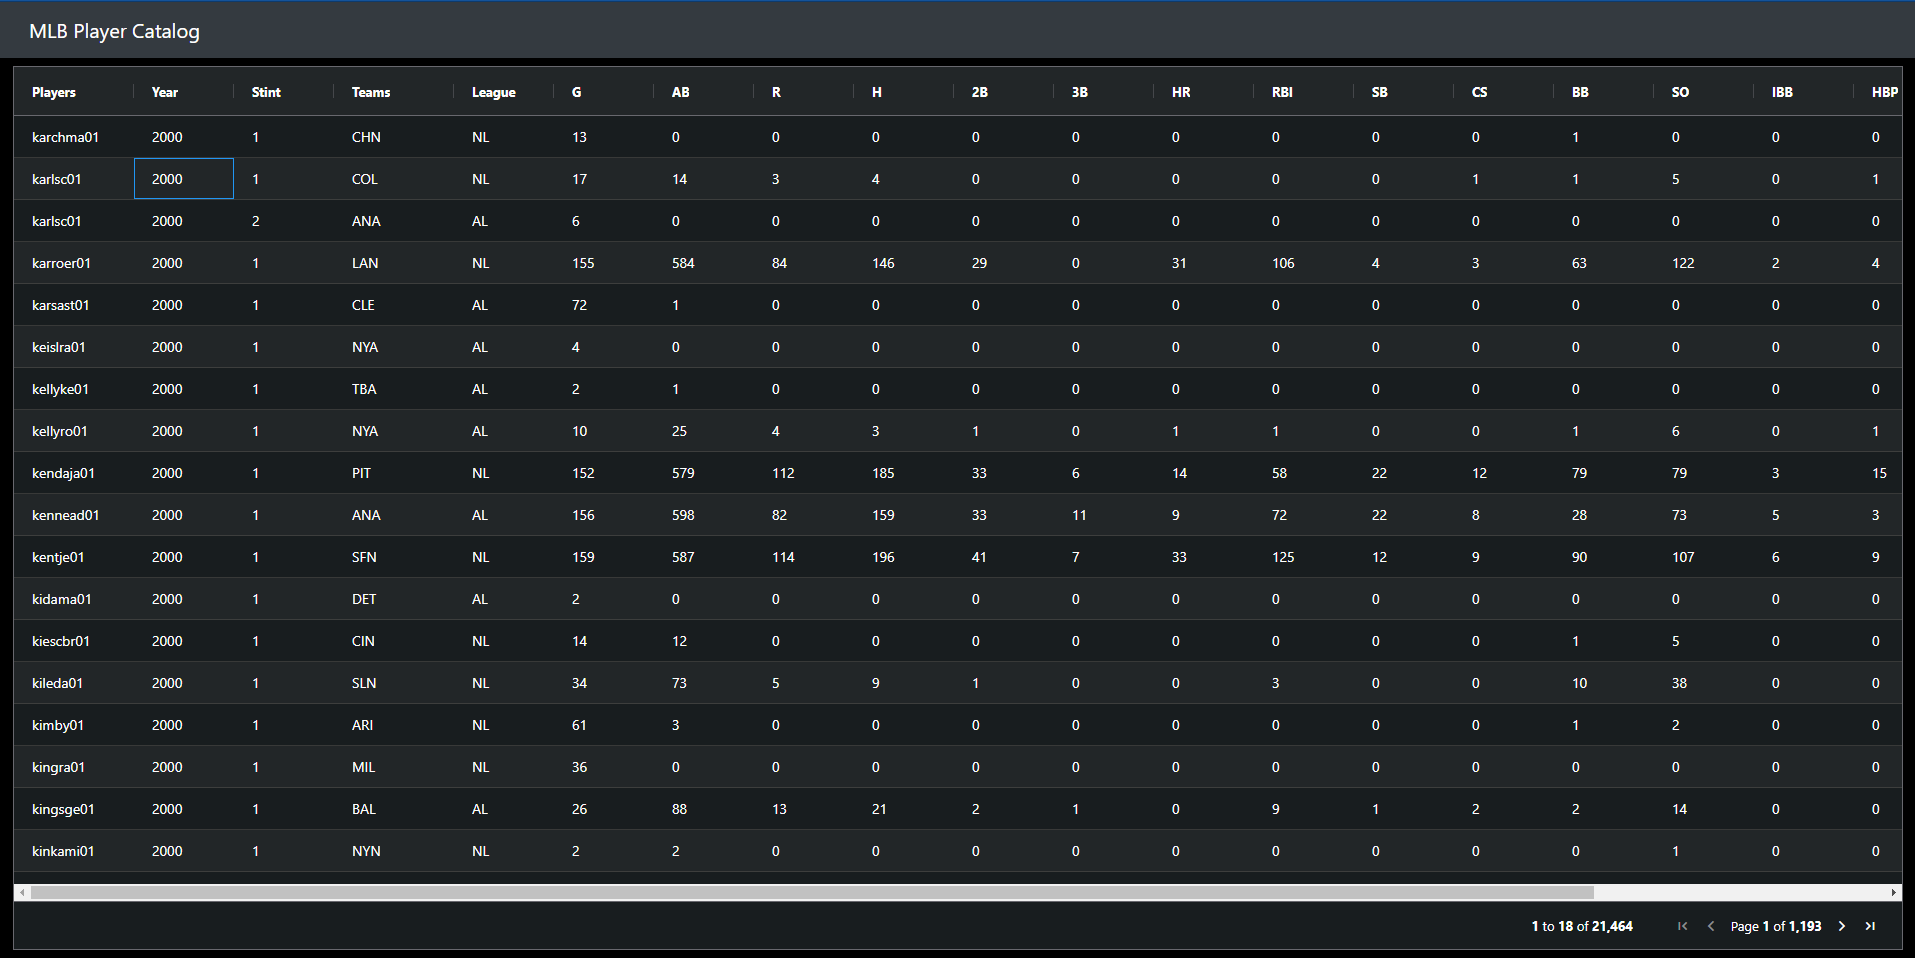 MLB Player Catalog
Players Year Stint Teams League G AB R H 2B 3B HR RBI SB CS BB SO IBB HBP
karchma01 2000 1 CHN NL 13 0 0 0 0 0 0 0 0 0 1 0 0 0
karlsc01 2000 1 COL NL 17 14 3 4 0 0 0 0 0 1 1 5 0 1
karlsc01 2000 2 ANA AL 6 0 0 0 0 0 0 0 0 0 0 0 0 0
karroer01 2000 1 LAN NL 155 584 84 146 29 0 31 106 4 3 63 122 2 4
karsast01 2000 1 CLE AL 72 1 0 0 0 0 0 0 0 0 0 0 0 0
keislra01 2000 1 NYA AL 4 0 0 0 0 0 0 0 0 0 0 0 0 0
kellyke01 2000 1 TBA AL 2 1 0 0 0 0 0 0 0 0 0 0 0 0
kellyro01 2000 1 NYA AL 10 25 4 3 1 0 1 1 0 0 1 6 0 1
kendaja01 2000 1 PIT NL 152 579 112 185 33 6 14 58 22 12 79 79 3 15
kennead01 2000 1 ANA AL 156 598 82 159 33 11 9 72 22 8 28 73 5 3
kentje01 2000 1 SFN NL 159 587 114 196 41 7 33 125 12 9 90 107 6 9
kidama01 2000 1 DET AL 2 0 0 0 0 0 0 0 0 0 0 0 0 0
kiescbr01 2000 1 CIN NL 14 12 0 0 0 0 0 0 0 0 1 5 0 0
kileda01 2000 1 SLN NL 34 73 5 9 1 0 0 3 0 0 10 38 0 0
kimby01 2000 1 ARI NL 61 3 0 0 0 0 0 0 0 0 1 2 0 0
kingra01 2000 1 MIL NL 36 0 0 0 0 0 0 0 0 0 0 0 0 0
kingsge01 2000 1 BAL AL 26 88 13 21 2 1 0 9 1 2 2 14 0 0
kinkami01 2000 1 NYN NL 2 2 0 0 0 0 0 0 0 0 0 1 0 0
1 to 18 of 21,464 Page 1 of 1,193